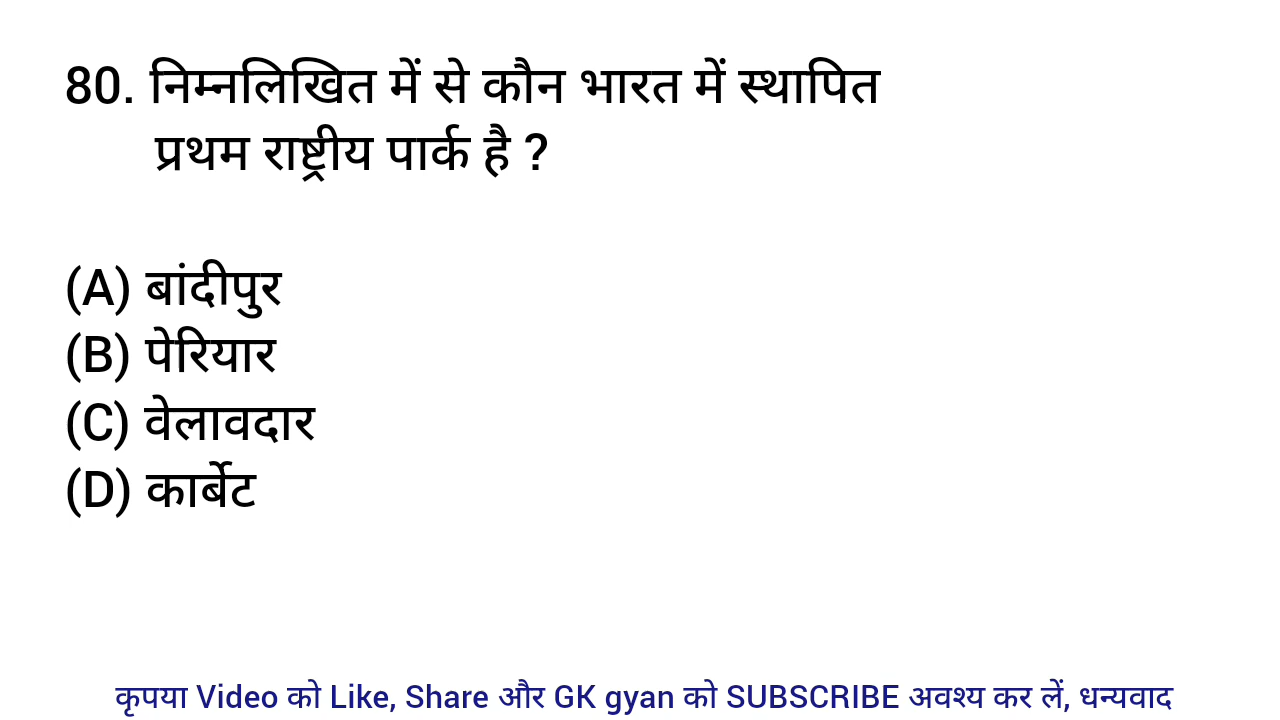 80. निम्नलिखित में से कौन भारत में स्थापित
प्रथम राष्ट्रीय पार्क है ?
(A) बांदीपुर
(B) पेरियार
(C) वेलावदार
(D) कार्बेट
कृपया Video को Like, Share और GK gyan को SUBSCRIBE अवश्य कर लें, धन्यवाद